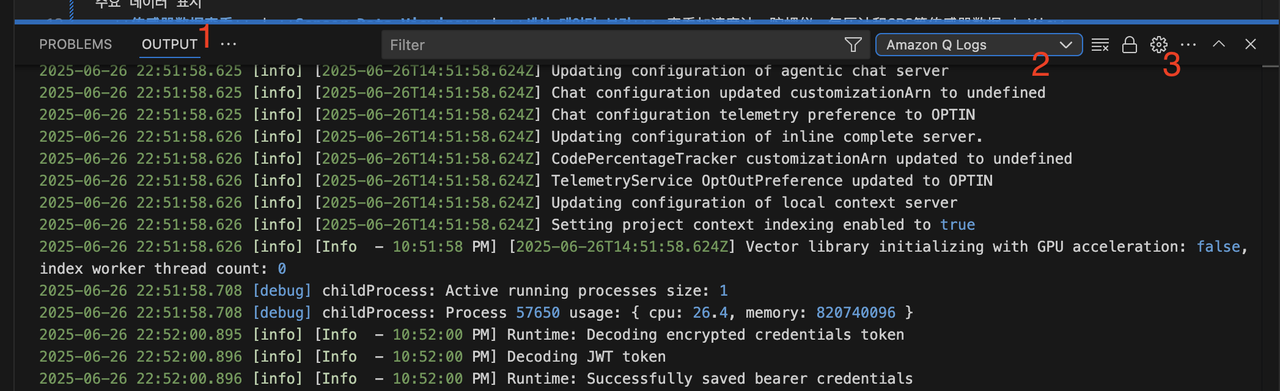 주요 데이터 표시
PROBLEMS OUTPUT 1 ··· Filter Amazon Q Logs 2 3 ···
2025-06-26 22:51:58.625 [info] [2025-06-26T14:51:58.624Z] Updating configuration of agentic chat server
2025-06-26 22:51:58.626 [info] [2025-06-26T14:51:58.624Z] Chat configuration updated customizationArn to undefined
2025-06-26 22:51:58.626 [info] [2025-06-26T14:51:58.624Z] Chat configuration telemetry preference to OPTIN
2025-06-26 22:51:58.626 [info] [2025-06-26T14:51:58.624Z] Updating configuration of inline complete server.
2025-06-26 22:51:58.626 [info] [2025-06-26T14:51:58.624Z] CodePercentageTracker customizationArn updated to undefined
2025-06-26 22:51:58.626 [info] [2025-06-26T14:51:58.624Z] TelemetryService OptOutPreference updated to OPTIN
2025-06-26 22:51:58.626 [info] [2025-06-26T14:51:58.624Z] Updating configuration of local context server
2025-06-26 22:51:58.626 [info] [2025-06-26T14:51:58.624Z] Setting project context indexing enabled to true
2025-06-26 22:51:58.626 [info] [Info  - 10:51:58 PM] [2025-06-26T14:51:58.624Z] Vector library initializing with GPU acceleration: false,
index worker thread count: 0
2025-06-26 22:51:58.708 [debug] childProcess: Active running processes size: 1
2025-06-26 22:51:58.708 [debug] childProcess: Process 57650 usage: { cpu: 26.4, memory: 820740096 }
2025-06-26 22:52:00.895 [info] [Info  - 10:52:00 PM] Runtime: Decoding encrypted credentials token
2025-06-26 22:52:00.896 [info] [Info  - 10:52:00 PM] Decoding JWT token
2025-06-26 22:52:00.896 [info] [Info  - 10:52:00 PM] Runtime: Successfully saved bearer credentials